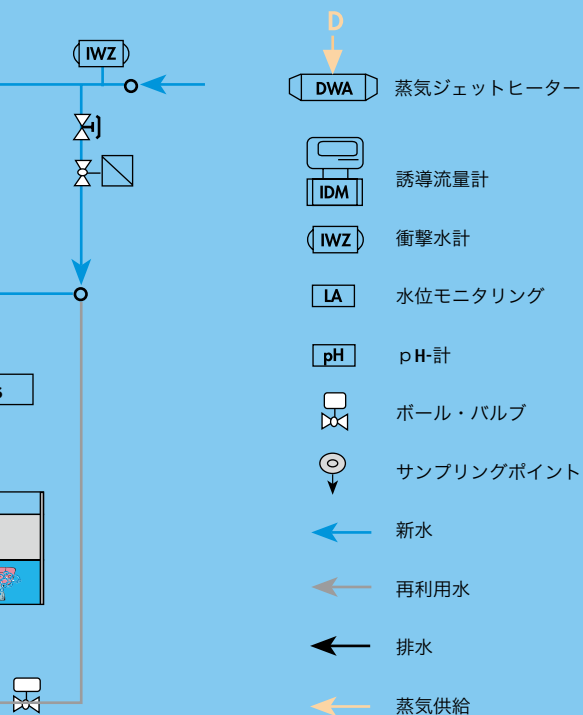 IWZ
D
DWA 蒸気ジェットヒーター
IDM 誘導流量計
IWZ 衝撃水計
LA 水位モニタリング
pH ｐH-計
ボール・バルブ
サンプリングポイント
新水
再利用水
排水
蒸気供給